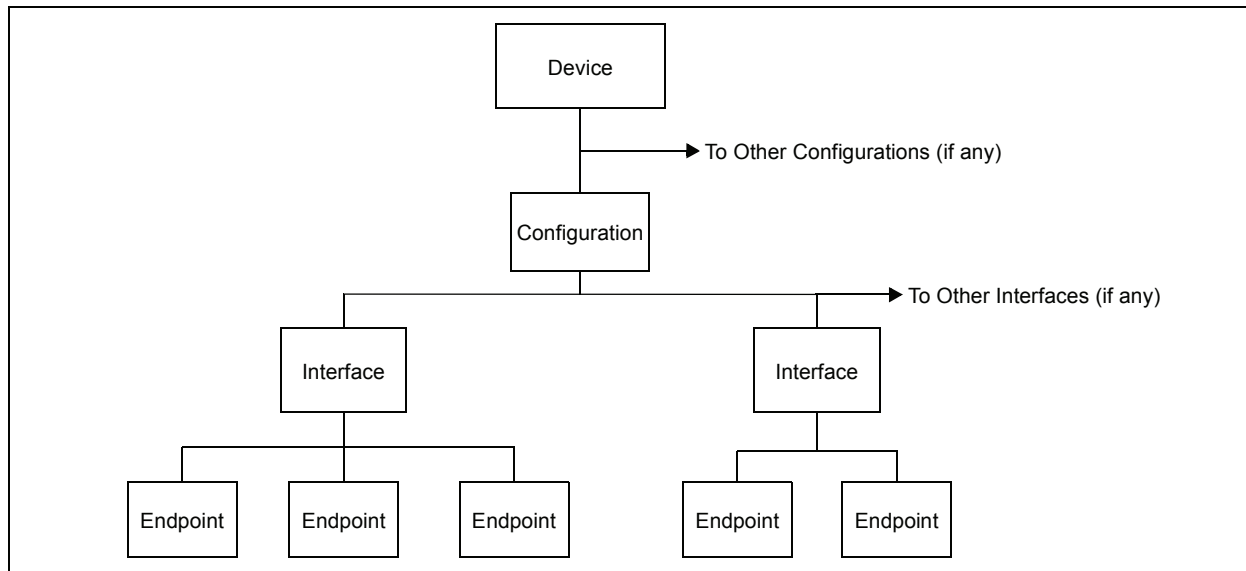 Device
To Other Configurations (if any)
Configuration
To Other Interfaces (if any)
Interface
Interface
Endpoint
Endpoint
Endpoint
Endpoint
Endpoint